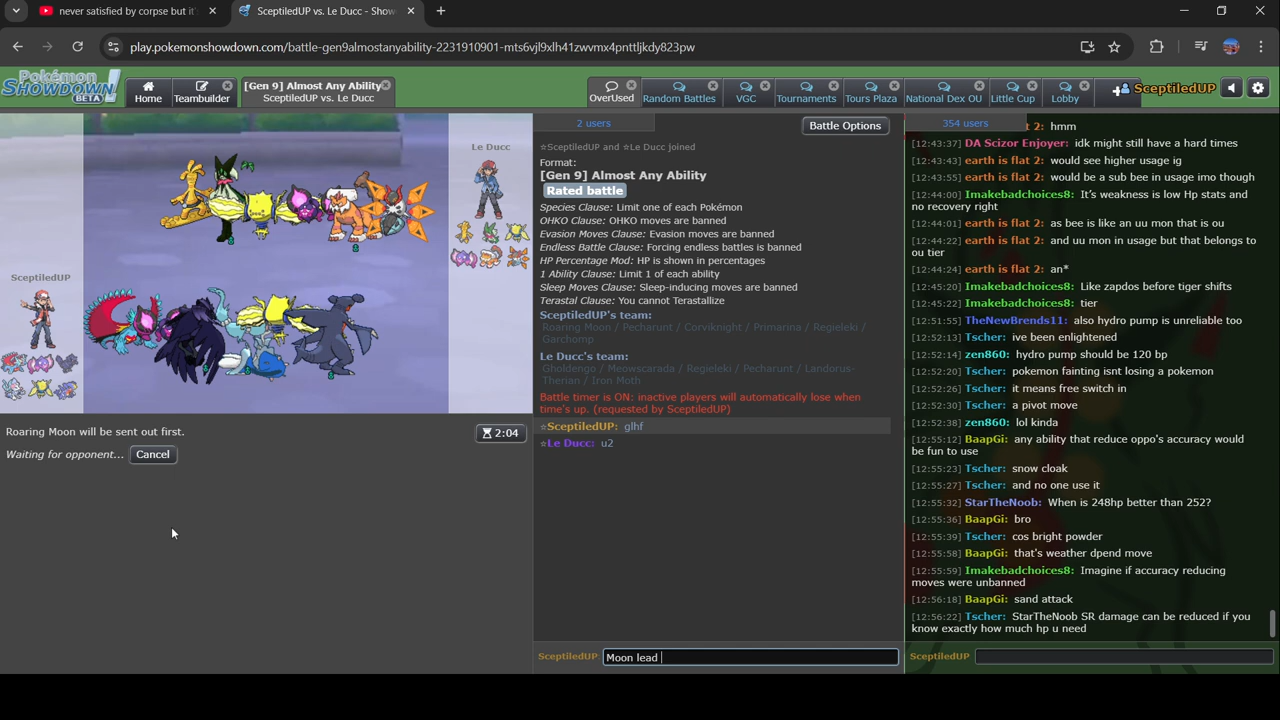 never satisfied by corpse but it'
SceptiledUP vs. Le Ducc - Show
play.pokemonshowdown.com/battle-gen9almostanyability-2231910901-mts6vjl9xlh41zwvmx4pnttljkdy823pw
Pokémon
SHOWDOWN
BETA
Home
Teambuilder
[Gen 9] Almost Any Ability
SceptiledUP vs. Le Ducc
OverUsed
Random Battles
VGC
Tournaments
Tours Plaza
National Dex OU
Little Cup
Lobby
SceptiledUP
Le Ducc
SceptiledUP
Roaring Moon will be sent out first.
2:04
Waiting for opponent...
Cancel
2 users
Battle Options
☆SceptiledUP and ☆Le Ducc joined
Format:
[Gen 9] Almost Any Ability
Rated battle
Species Clause: Limit one of each Pokémon
OHKO Clause: OHKO moves are banned
Evasion Moves Clause: Evasion moves are banned
Endless Battle Clause: Forcing endless battles is banned
HP Percentage Mod: HP is shown in percentages
1 Ability Clause: Limit 1 of each ability
Sleep Moves Clause: Sleep-inducing moves are banned
Terastal Clause: You cannot Terastallize
SceptiledUP's team:
Roaring Moon / Pecharunt / Corviknight / Primarina / Regieleki /
Garchomp
Le Ducc's team:
Gholdengo / Meowscarada / Regieleki / Pecharunt / Landorus-
Therian / Iron Moth
Battle timer is ON: inactive players will automatically lose when
time's up. (requested by SceptiledUP)
☆SceptiledUP: glhf
☆Le Ducc: u2
SceptiledUP: Moon lead
354 users
2: hmm
[12:43:37] DA Scizor Enjoyer: idk might still have a hard times
[12:43:43] earth is flat 2: would see higher usage ig
[12:43:55] earth is flat 2: would be a sub bee in usage imo though
[12:44:00] Imakebadchoices8: It's weakness is low Hp stats and
no recovery right
[12:44:01] earth is flat 2: as bee is like an uu mon that is ou
[12:44:22] earth is flat 2: and uu mon in usage but that belongs to
ou tier
[12:44:24] earth is flat 2: an*
[12:45:20] Imakebadchoices8: Like zapdos before tiger shifts
[12:45:22] Imakebadchoices8: tier
[12:51:55] TheNewBrends11: also hydro pump is unreliable too
[12:52:13] Tscher: ive been enlightened
[12:52:14] zen860: hydro pump should be 120 bp
[12:52:20] Tscher: pokemon fainting isnt losing a pokemon
[12:52:26] Tscher: it means free switch in
[12:52:30] Tscher: a pivot move
[12:52:38] zen860: lol kinda
[12:55:12] BaapGi: any ability that reduce oppo's accuracy would
be fun to use
[12:55:23] Tscher: snow cloak
[12:55:27] Tscher: and no one use it
[12:55:32] StarTheNoob: When is 248hp better than 252?
[12:55:36] BaapGi: bro
[12:55:39] Tscher: cos bright powder
[12:55:58] BaapGi: that's weather dpend move
[12:55:59] Imakebadchoices8: Imagine if accuracy reducing
moves were unbanned
[12:56:18] BaapGi: sand attack
[12:56:22] Tscher: StarTheNoob SR damage can be reduced if you
know exactly how much hp u need
SceptiledUP